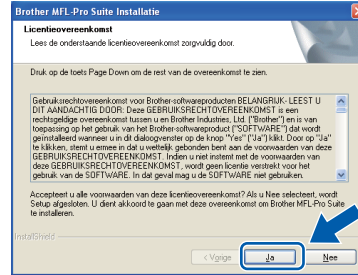 Brother MFL-Pro Suite Installatie
Licentieovereenkomst
Lees de onderstaande licentieovereenkomst zorgvuldig door.
Druk op de toets Page Down om de rest van de overeenkomst te zien.
Gebruiksrechtovereenkomst voor Brother-softwareproducten BELANGRIJK- LEEST U
DIT AANDACHTIG DOOR: Deze GEBRUIKSRECHTOVEREENKOMST is een
rechtsgeldige overeenkomst tussen u en Brother Industries, Ltd. ("Brother") en is van
toepassing op het gebruik van het Brother-softwareproduct ("SOFTWARE") dat wordt
geïnstalleerd wanneer u in dit dialoogvenster op de knop "Yes" ("Ja") klikt. Door op "Ja"
te klikken, stemt u ermee in dat u wettelijk gebonden bent aan de voorwaarden van deze
GEBRUIKSRECHTOVEREENKOMST. Indien u niet instemt met de voorwaarden van
deze GEBRUIKSRECHTOVEREENKOMST, wordt geen licentie verstrekt voor het
gebruik van de SOFTWARE. In dat geval mag u de SOFTWARE niet gebruiken.
Accepteert u alle voorwaarden van deze licentieovereenkomst? Als u Nee selecteert, wordt
Setup afgesloten. U dient akkoord te gaan met deze overeenkomst om Brother MFL-Pro Suite
te installeren.
InstallShield
< Vorige Ja Nee